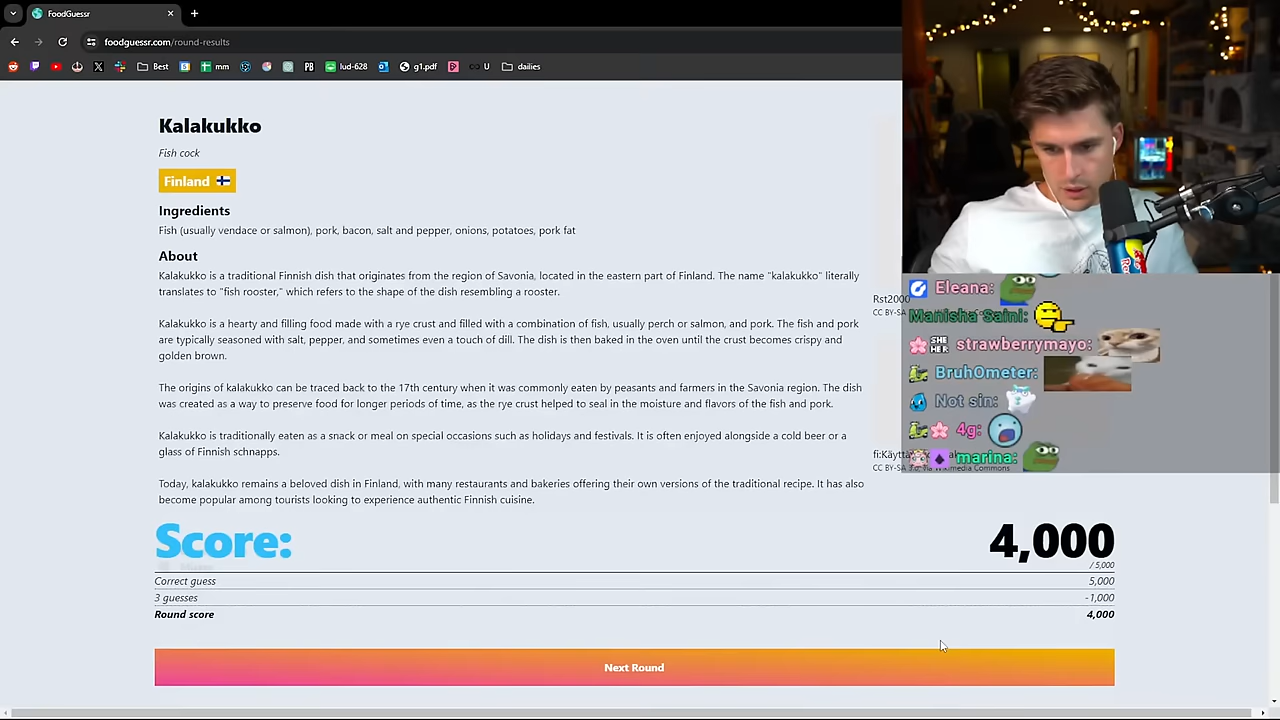 FoodGuessr
foodguessr.com/round-results
Best
mm
PB
lud-628
g1.pdf
U
dailies
Kalakukko
Fish cock
Finland
Ingredients
Fish (usually vendace or salmon), pork, bacon, salt and pepper, onions, potatoes, pork fat
About
Kalakukko is a traditional Finnish dish that originates from the region of Savonia, located in the eastern part of Finland. The name "kalakukko" literally
translates to "fish rooster," which refers to the shape of the dish resembling a rooster.
Kalakukko is a hearty and filling food made with a rye crust and filled with a combination of fish, usually perch or salmon, and pork. The fish and pork
are typically seasoned with salt, pepper, and sometimes even a touch of dill. The dish is then baked in the oven until the crust becomes crispy and
golden brown.
The origins of kalakukko can be traced back to the 17th century when it was commonly eaten by peasants and farmers in the Savonia region. The dish
was created as a way to preserve food for longer periods of time, as the rye crust helped to seal in the moisture and flavors of the fish and pork.
Kalakukko is traditionally eaten as a snack or meal on special occasions such as holidays and festivals. It is often enjoyed alongside a cold beer or a
glass of Finnish schnapps.
Today, kalakukko remains a beloved dish in Finland, with many restaurants and bakeries offering their own versions of the traditional recipe. It has also
become popular among tourists looking to experience authentic Finnish cuisine.
Rst2000
CC BY-SA
Eleana:
Manisha Saini:
SHE HER strawberrymayo:
BruhOmeter:
Not sin:
4g:
marina:
fi:Käyttä
CC BY-SA 3.0, via Wikimedia Commons
Score:
4,000
/ 5,000
Correct guess 5,000
3 guesses -1,000
Round score 4,000
Next Round